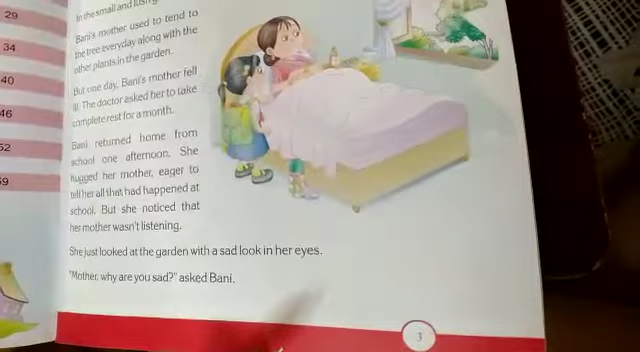 29
34
40
46
52
59
In the small and
Bani's mother used to tend to
the tree everyday along with the
other plants in the garden.
But one day, Bani's mother fell
ill. The doctor asked her to take
complete rest for a month.
Bani returned home from
school one afternoon. She
hugged her mother, eager to
tell her all that had happened at
school. But she noticed that
her mother wasn't listening.
She just looked at the garden with a sad look in her eyes.
"Mother, why are you sad?" asked Bani.
3